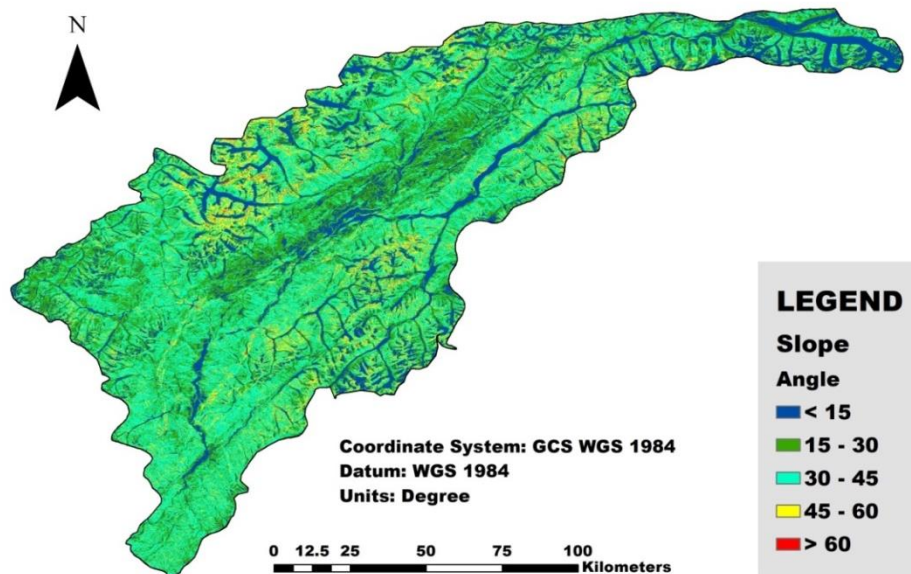 N
LEGEND
Slope
Angle
< 15
15 - 30
30 - 45
45 - 60
> 60
Coordinate System: GCS WGS 1984
Datum: WGS 1984
Units: Degree
0 12.5 25 50 75 100
Kilometers